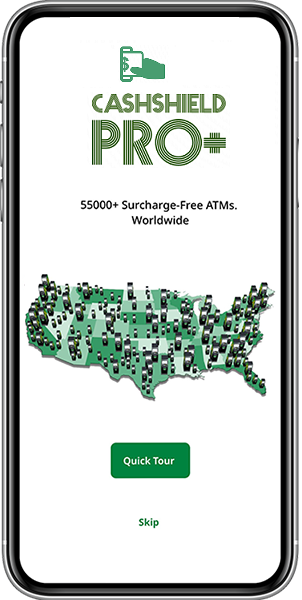 CASHSHIELD
PRO+
55000+ Surcharge-Free ATMs.
Worldwide
Quick Tour
Skip